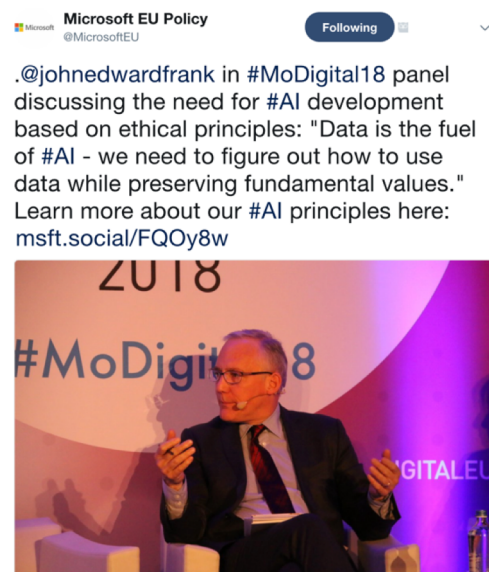 Microsoft
Microsoft EU Policy
@MicrosoftEU
Following
.@johnedwardfrank in #MoDigital18 panel
discussing the need for #AI development
based on ethical principles: "Data is the fuel
of #AI - we need to figure out how to use
data while preserving fundamental values."
Learn more about our #AI principles here:
msft.social/FQOy8w
2018
#MoDigi 8
IGITALEU